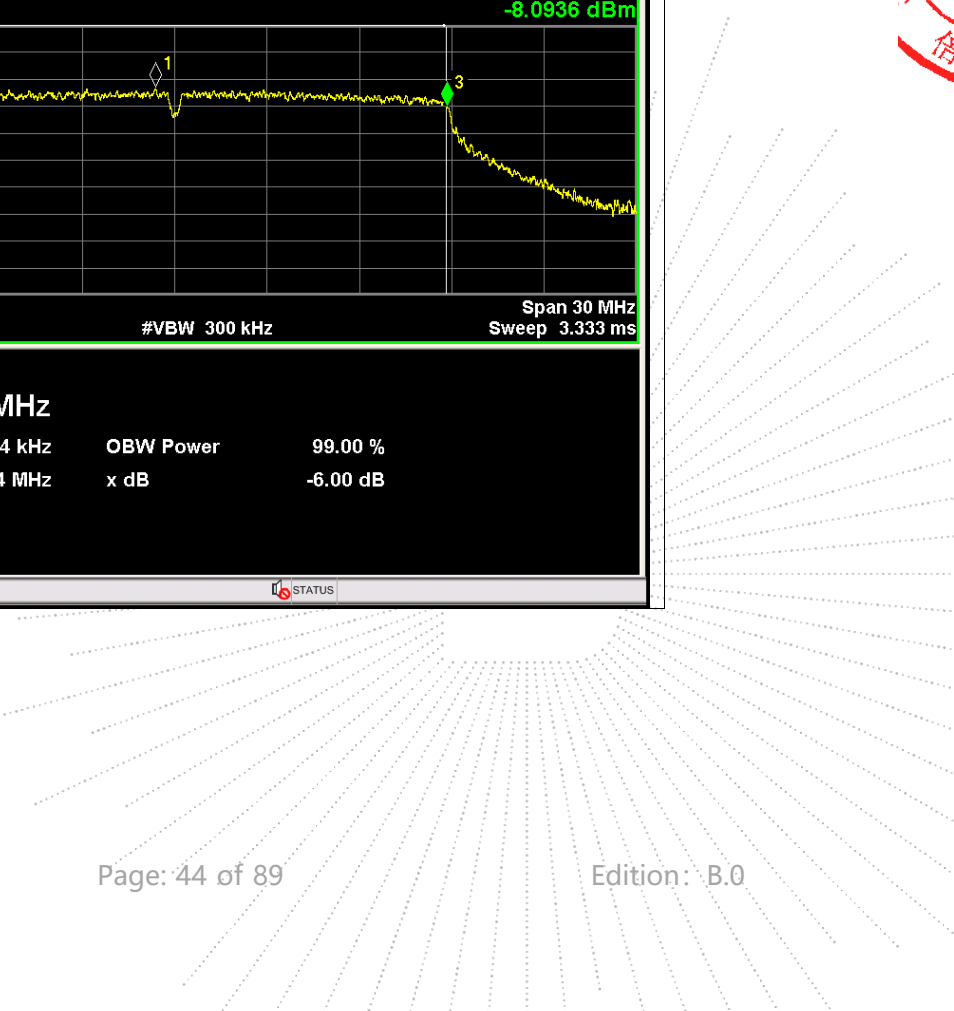 -8.0936 dBm
1
3
Span 30 MHz
#VBW 300 kHz Sweep 3.333 ms
MHz
4 kHz OBW Power 99.00 %
4 MHz x dB -6.00 dB
STATUS
Page: 44 of 89 Edition: B.0